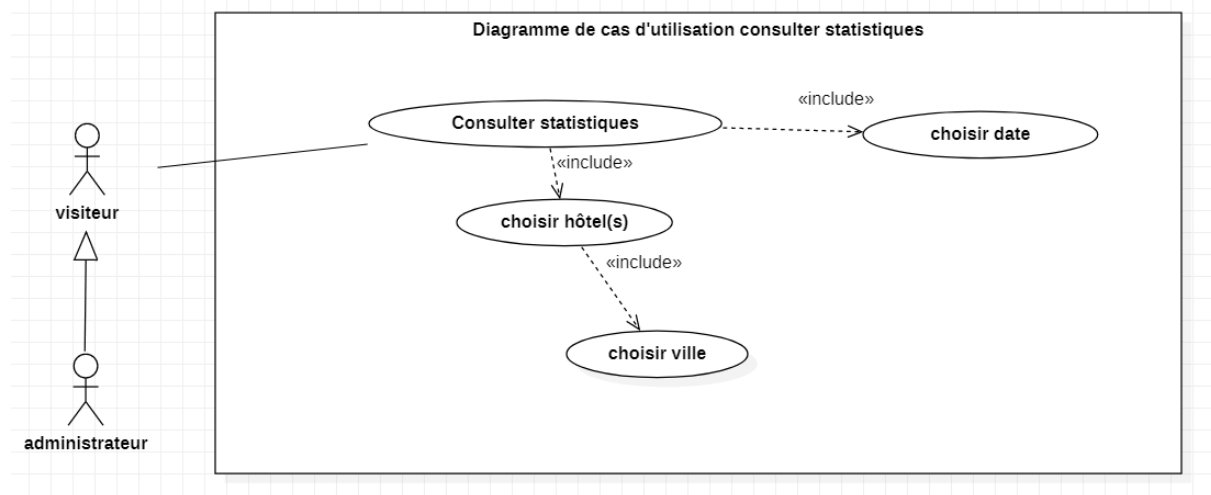 Diagramme de cas d'utilisation consulter statistiques
«include»
Consulter statistiques
choisir date
«include»
visiteur
choisir hôtel(s)
«include»
choisir ville
administrateur